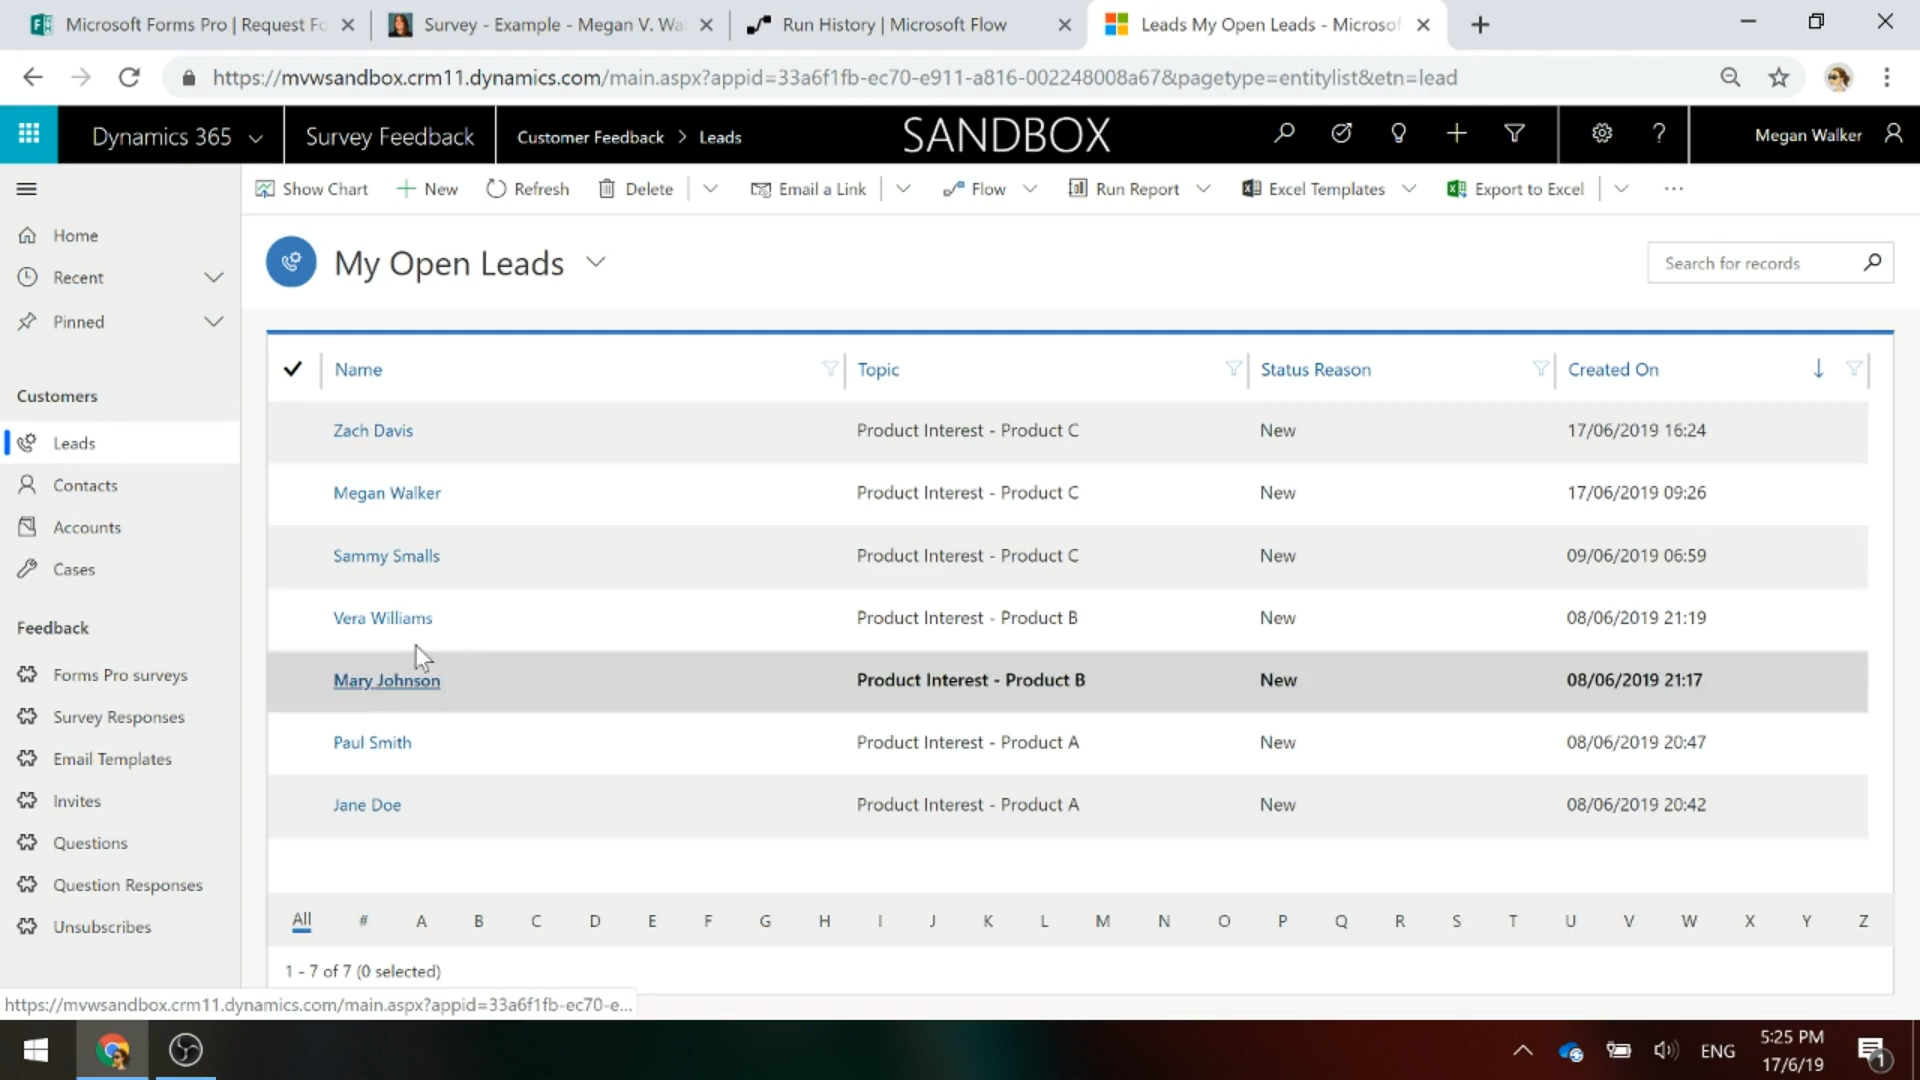 Microsoft Forms Pro | Request Fo
Survey - Example - Megan V. Wa
Run History | Microsoft Flow
Leads My Open Leads - Microsof
https://mvwsandbox.crm11.dynamics.com/main.aspx?appid=33a6f1fb-ec70-e911-a816-002248008a67&pagetype=entitylist&etn=lead
Dynamics 365
Survey Feedback
Customer Feedback > Leads
SANDBOX
Megan Walker
Show Chart
New
Refresh
Delete
Email a Link
Flow
Run Report
Excel Templates
Export to Excel
Home
Recent
Pinned
Customers
Leads
Contacts
Accounts
Cases
Feedback
Forms Pro surveys
Survey Responses
Email Templates
Invites
Questions
Question Responses
Unsubscribes
My Open Leads
Search for records
Name Topic Status Reason Created On
Zach Davis Product Interest - Product C New 17/06/2019 16:24
Megan Walker Product Interest - Product C New 17/06/2019 09:26
Sammy Smalls Product Interest - Product C New 09/06/2019 06:59
Vera Williams Product Interest - Product B New 08/06/2019 21:19
Mary Johnson Product Interest - Product B New 08/06/2019 21:17
Paul Smith Product Interest - Product A New 08/06/2019 20:47
Jane Doe Product Interest - Product A New 08/06/2019 20:42
All # A B C D E F G H I J K L M N O P Q R S T U V W X Y Z
1 - 7 of 7 (0 selected)
https://mvwsandbox.crm11.dynamics.com/main.aspx?appid=33a6f1fb-ec70-e...
ENG
5:25 PM
17/6/19
1